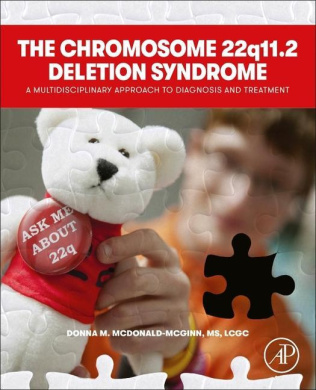 THE CHROMOSOME 22q11.2
DELETION SYNDROME
A MULTIDISCIPLINARY APPROACH TO DIAGNOSIS AND TREATMENT
ASK ME
ABOUT
22q
DONNA M. MCDONALD-MCGINN, MS, LCGC
AP